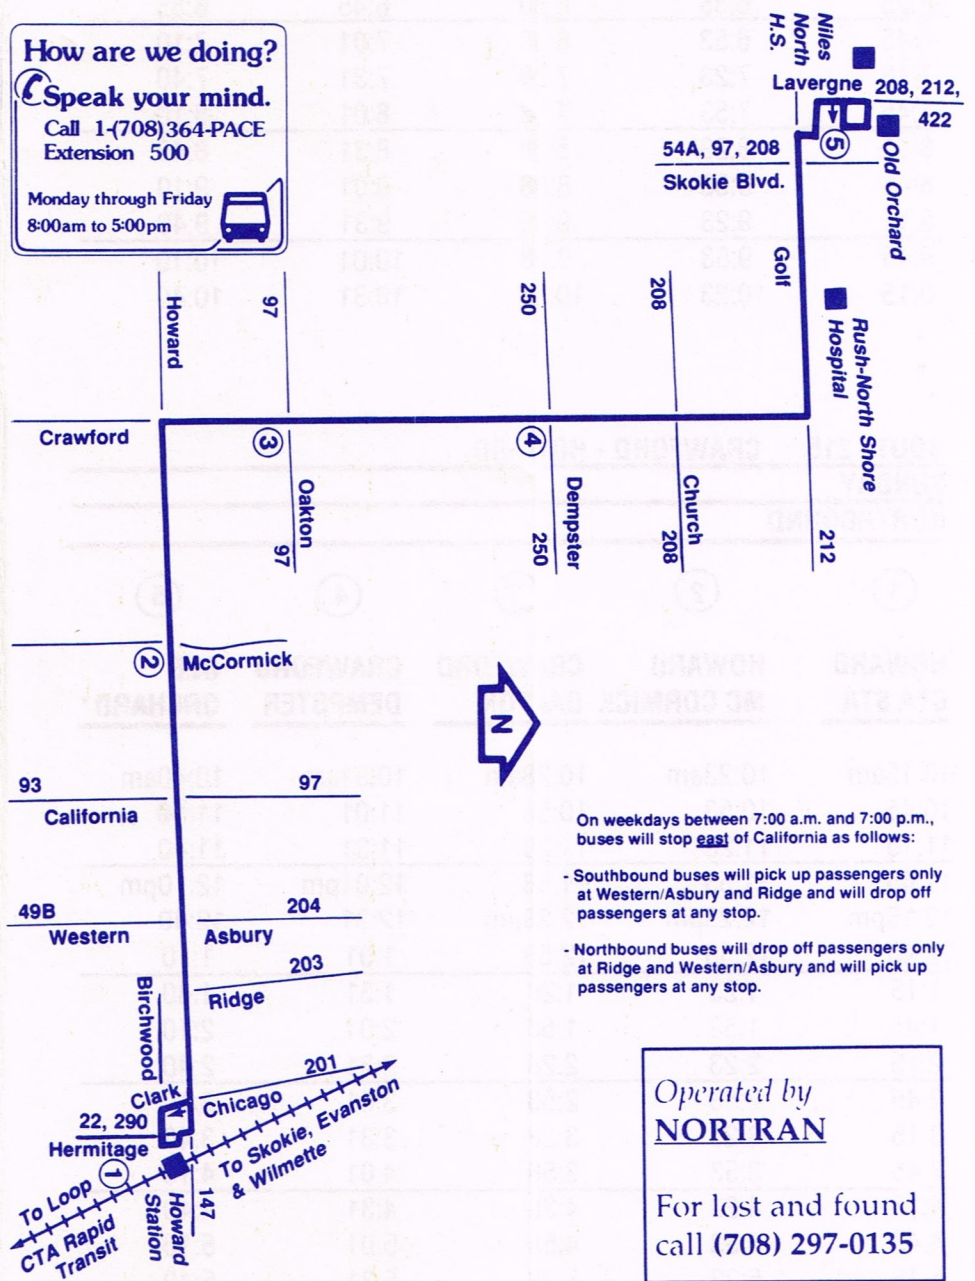 How are we doing?
Speak your mind.
Call 1-(708)364-PACE
Extension 500
Monday through Friday
8:00am to 5:00pm
Niles
North
H.S.
Lavergne
208, 212,
422
5
Old Orchard
54A, 97, 208
Skokie Blvd.
Golf
Rush-North Shore
Hospital
Howard
97
250
208
Crawford
3
4
Oakton
97
Dempster
250
Church
208
212
2
McCormick
N
93
97
California
49B
204
Western
Asbury
203
Ridge
Birchwood
201
Clark
Chicago
22, 290
Hermitage
1
To Loop
CTA Rapid
Transit
Howard
Station
147
To Skokie, Evanston
& Wilmette
On weekdays between 7:00 a.m. and 7:00 p.m.,
buses will stop east of California as follows:
- Southbound buses will pick up passengers only
at Western/Asbury and Ridge and will drop off
passengers at any stop.
- Northbound buses will drop off passengers only
at Ridge and Western/Asbury and will pick up
passengers at any stop.
Operated by
NORTRAN
For lost and found
call (708) 297-0135